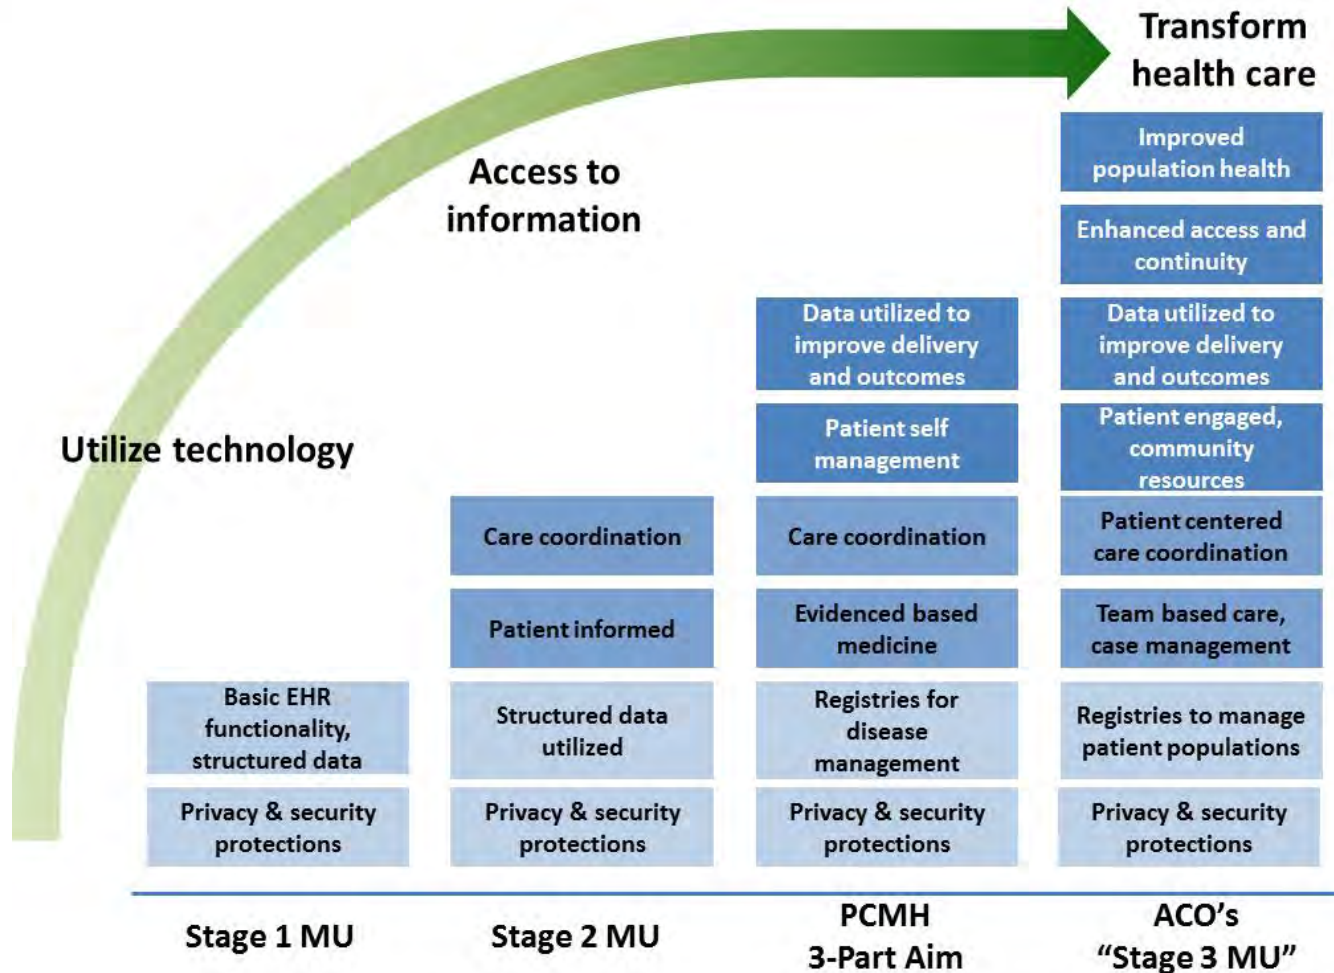 Transform
health care
Access to
information
Utilize technology
Improved
population health
Enhanced access and
continuity
Data utilized to
improve delivery
and outcomes
Data utilized to
improve delivery
and outcomes
Patient self
management
Patient engaged,
community
resources
Care coordination
Care coordination
Patient centered
care coordination
Patient informed
Evidenced based
medicine
Team based care,
case management
Basic EHR
functionality,
structured data
Structured data
utilized
Registries for
disease
management
Registries to manage
patient populations
Privacy & security
protections
Privacy & security
protections
Privacy & security
protections
Privacy & security
protections
Stage 1 MU
Stage 2 MU
PCMH
3-Part Aim
ACO’s
“Stage 3 MU”